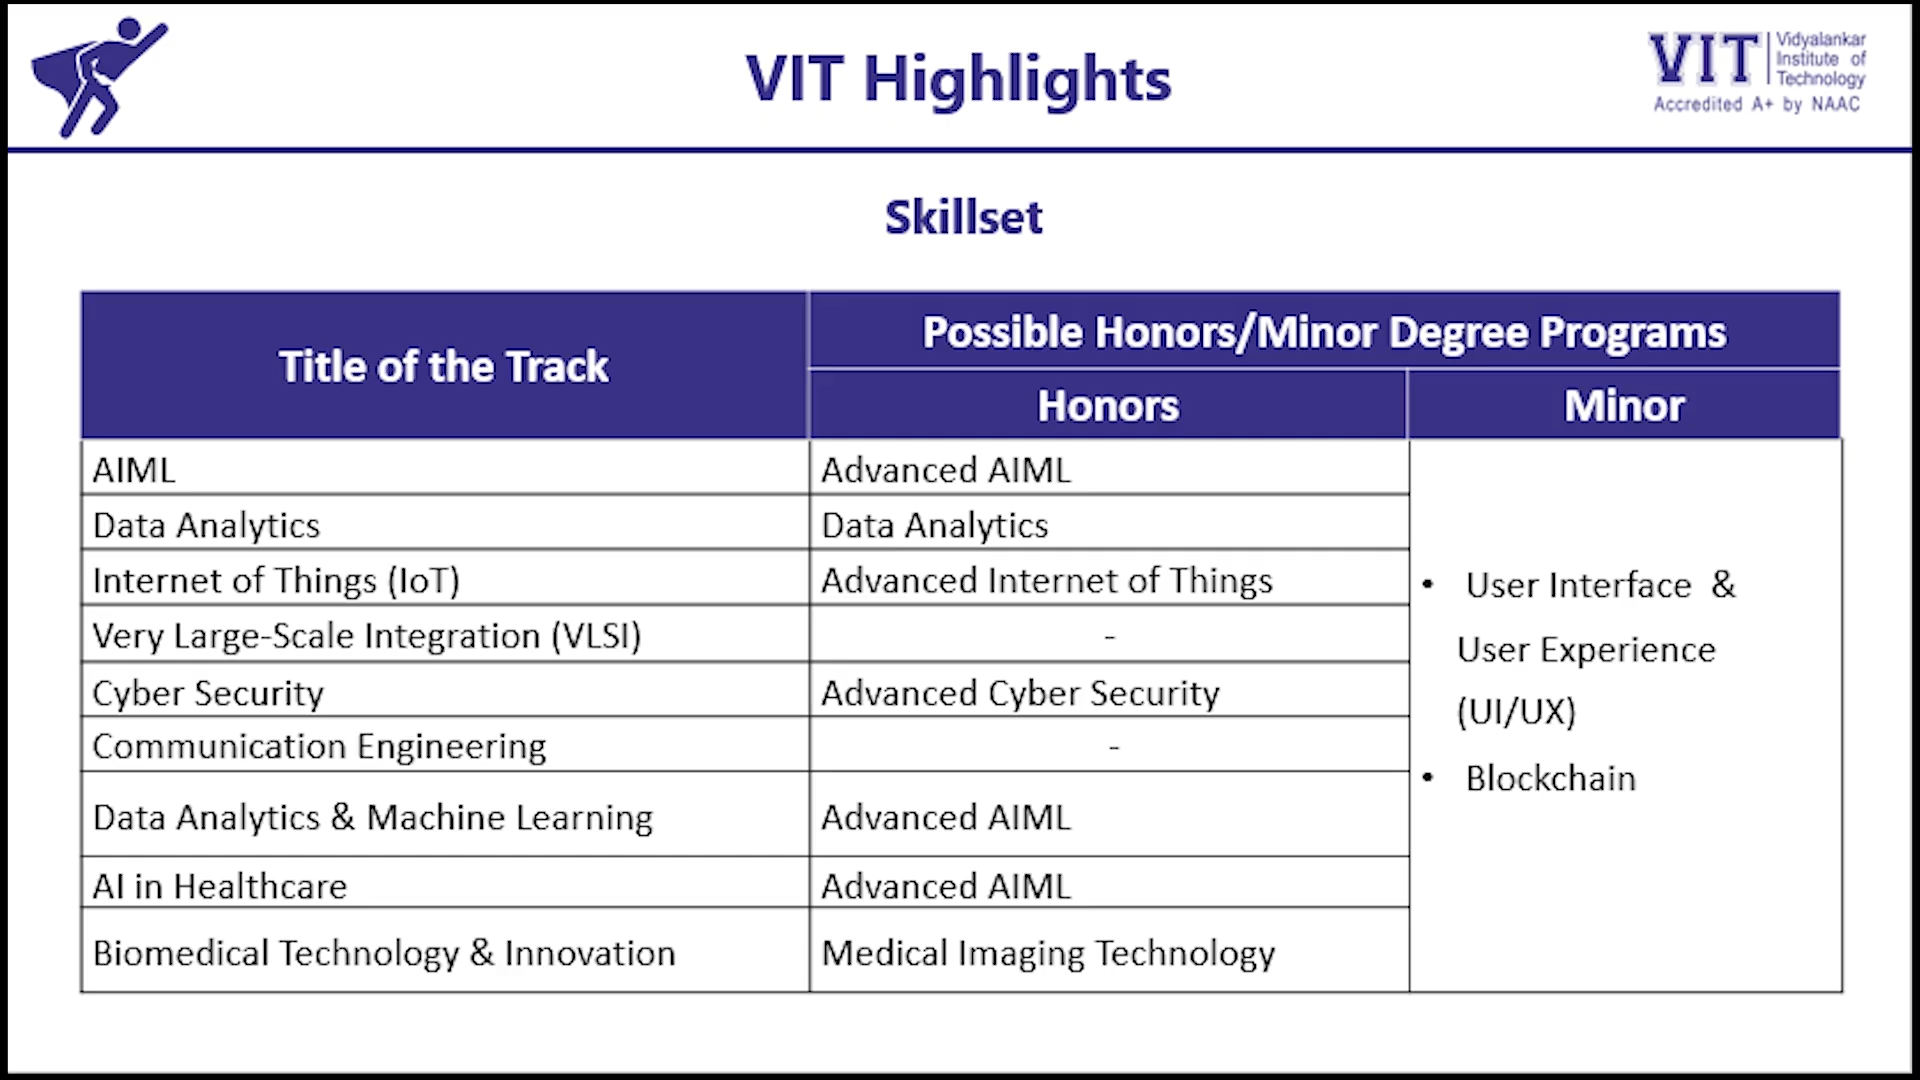 VIT Highlights
VIT
Vidyalankar
Institute of
Technology
Accredited A+ by NAAC
Skillset
Title of the Track
Possible Honors/Minor Degree Programs
Honors
Minor
AIML
Advanced AIML
Data Analytics
Data Analytics
Internet of Things (IoT)
Advanced Internet of Things
Very Large-Scale Integration (VLSI)
-
Cyber Security
Advanced Cyber Security
Communication Engineering
-
Data Analytics & Machine Learning
Advanced AIML
AI in Healthcare
Advanced AIML
Biomedical Technology & Innovation
Medical Imaging Technology
• User Interface &
User Experience
(UI/UX)
• Blockchain